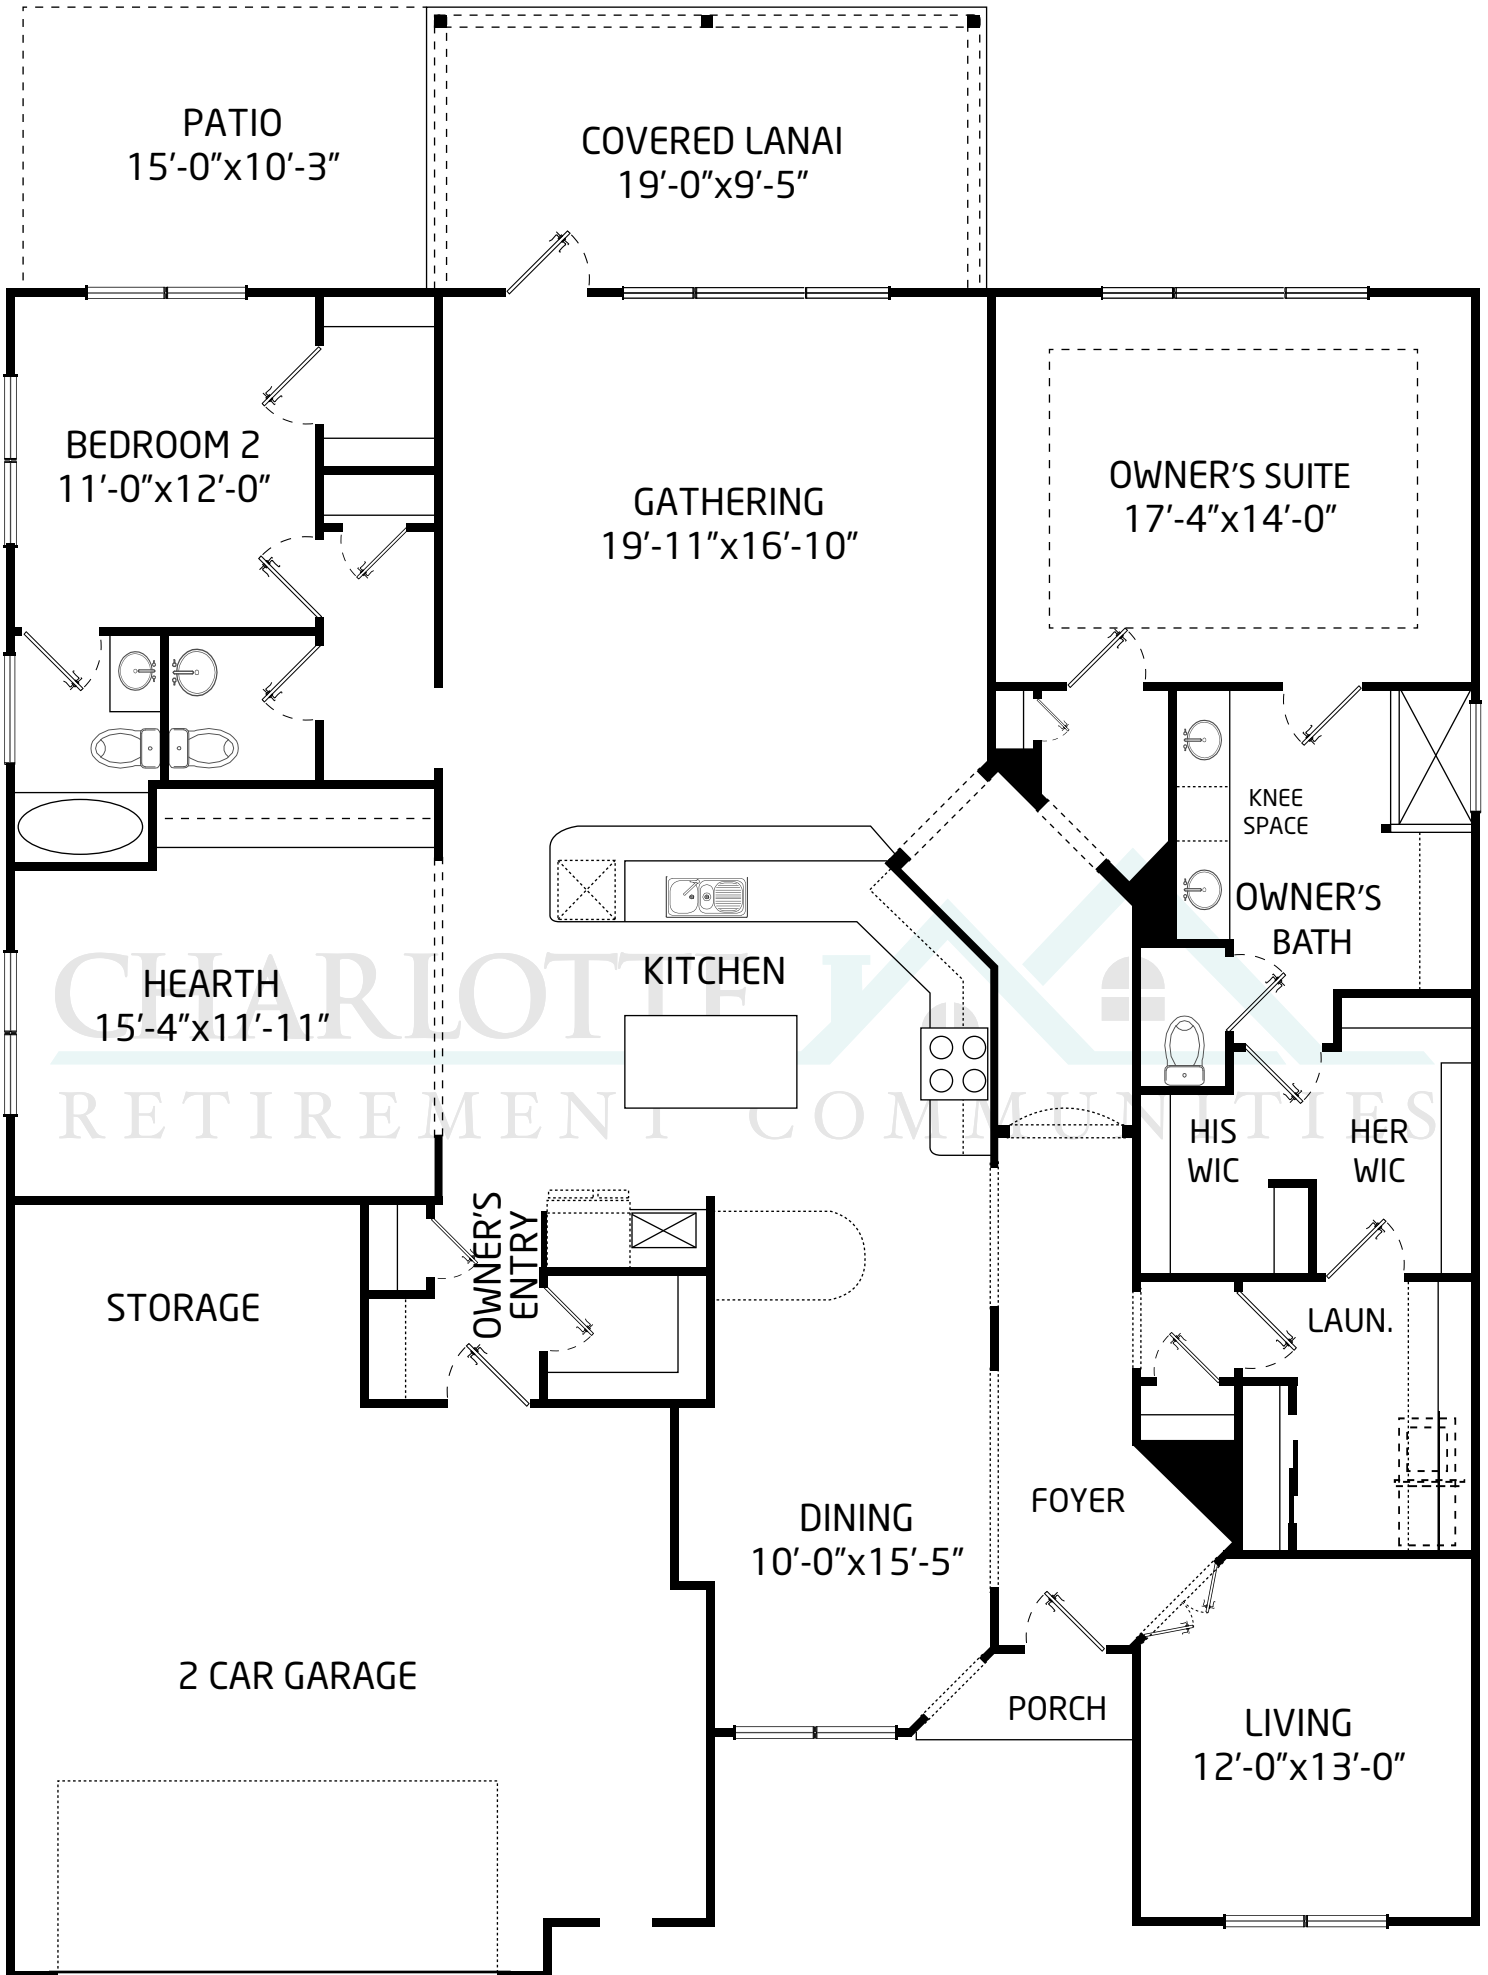 PATIO
15'-0"x10'-3"
COVERED LANAI
19'-0"x9'-5"
BEDROOM 2
11'-0"x12'-0"
GATHERING
19'-11"x16'-10"
OWNER'S SUITE
17'-4"x14'-0"
KNEE
SPACE
OWNER'S
BATH
HEARTH
15'-4"x11'-11"
KITCHEN
CHARLOTTE
RETIREMENT COMMUNITIES
HIS
WIC
HER
WIC
OWNER'S
ENTRY
STORAGE
LAUN.
DINING
10'-0"x15'-5"
FOYER
2 CAR GARAGE
PORCH
LIVING
12'-0"x13'-0"